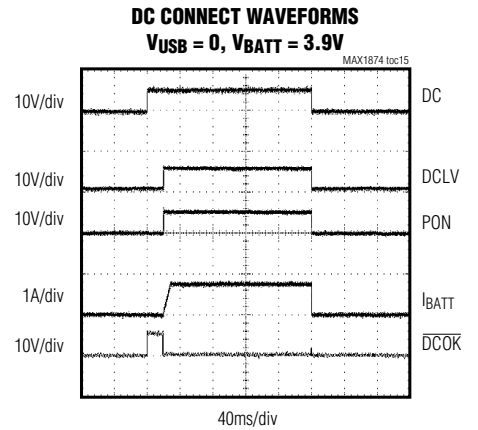 DC CONNECT WAVEFORMS
VUSB = 0, VBATT = 3.9V
MAX1874 toc15
10V/div
DC
10V/div
DCLV
10V/div
PON
1A/div
IBATT
10V/div
DCOK
40ms/div